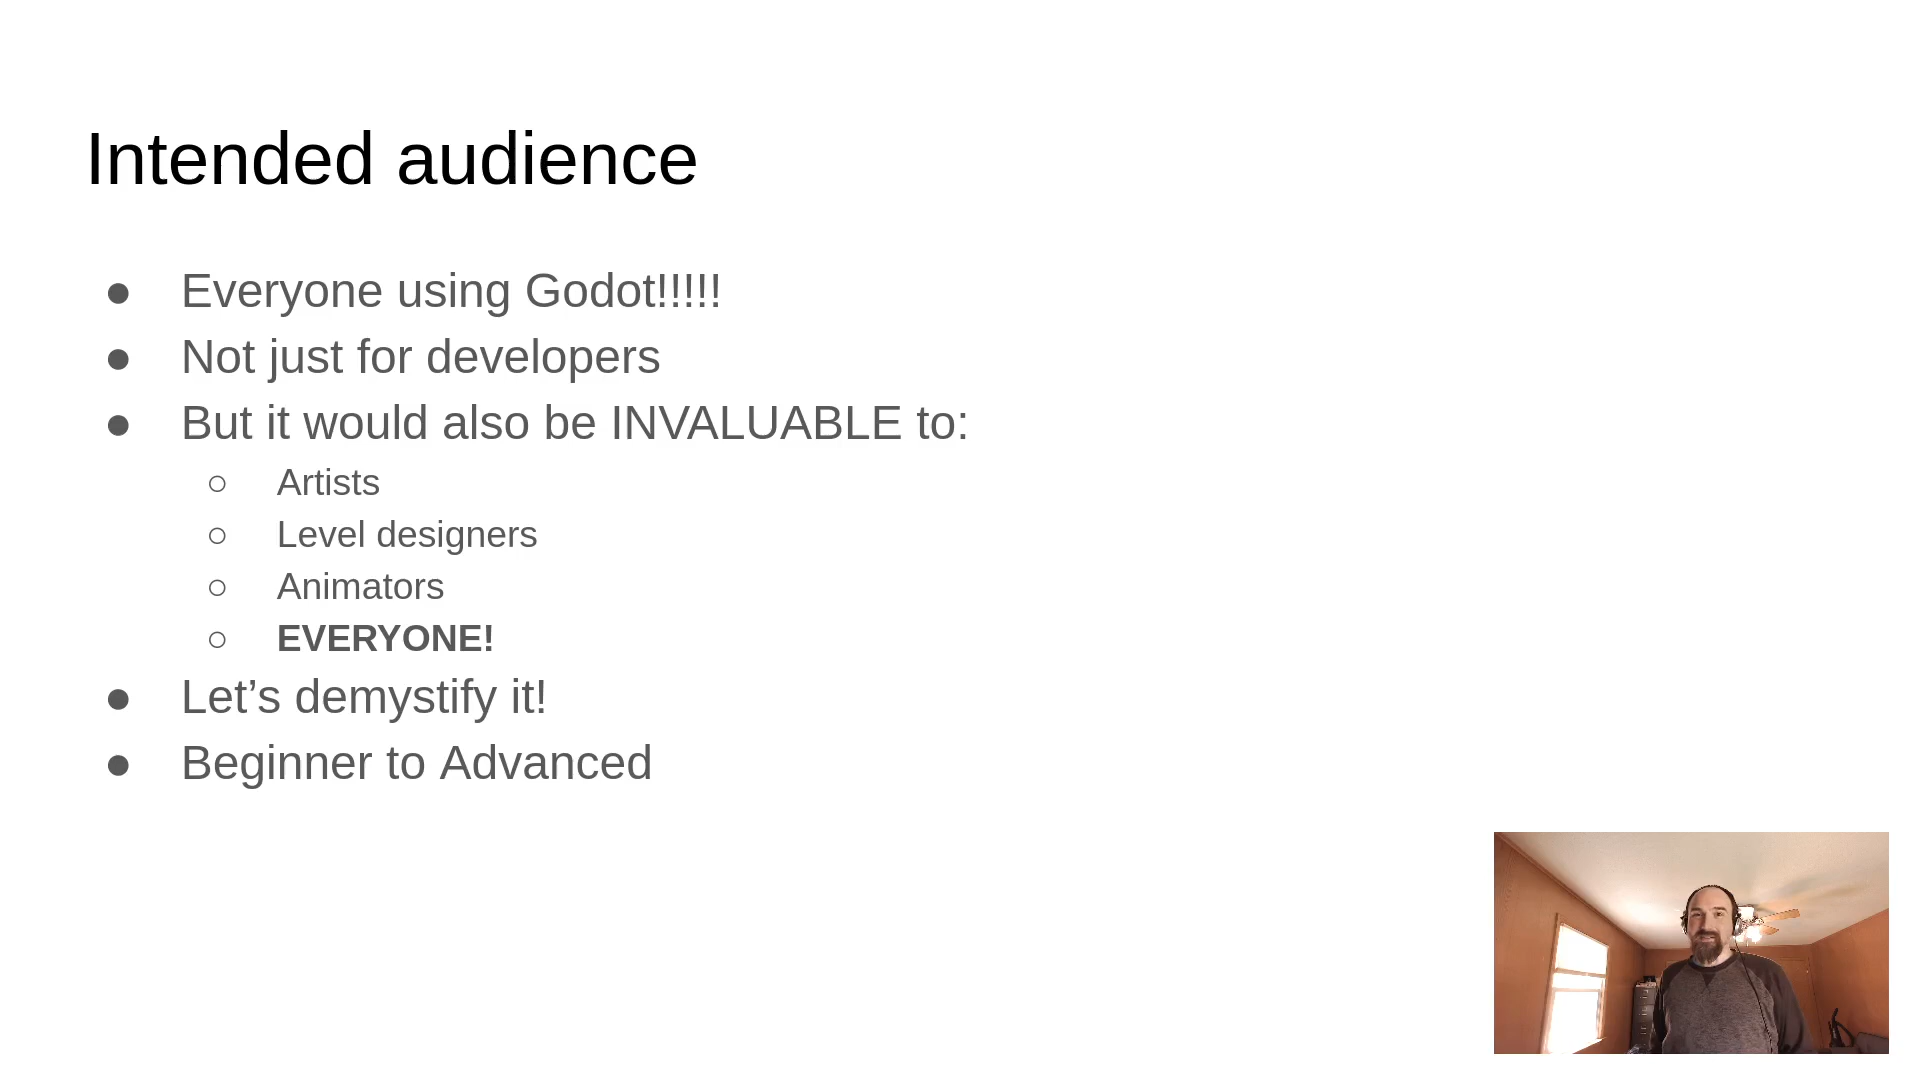 Intended audience
● Everyone using Godot!!!!!
● Not just for developers
● But it would also be INVALUABLE to:
○ Artists
○ Level designers
○ Animators
○ EVERYONE!
● Let’s demystify it!
● Beginner to Advanced